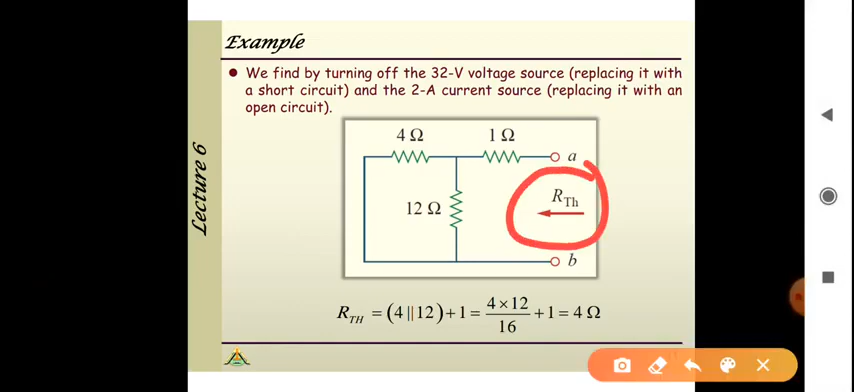 Example
We find by turning off the 32-V voltage source (replacing it with
a short circuit) and the 2-A current source (replacing it with an
open circuit).
4 Ω
1 Ω
a
R_Th
12 Ω
b
R_TH = (4 || 12) + 1 = (4 × 12)/16 + 1 = 4 Ω
Lecture 6